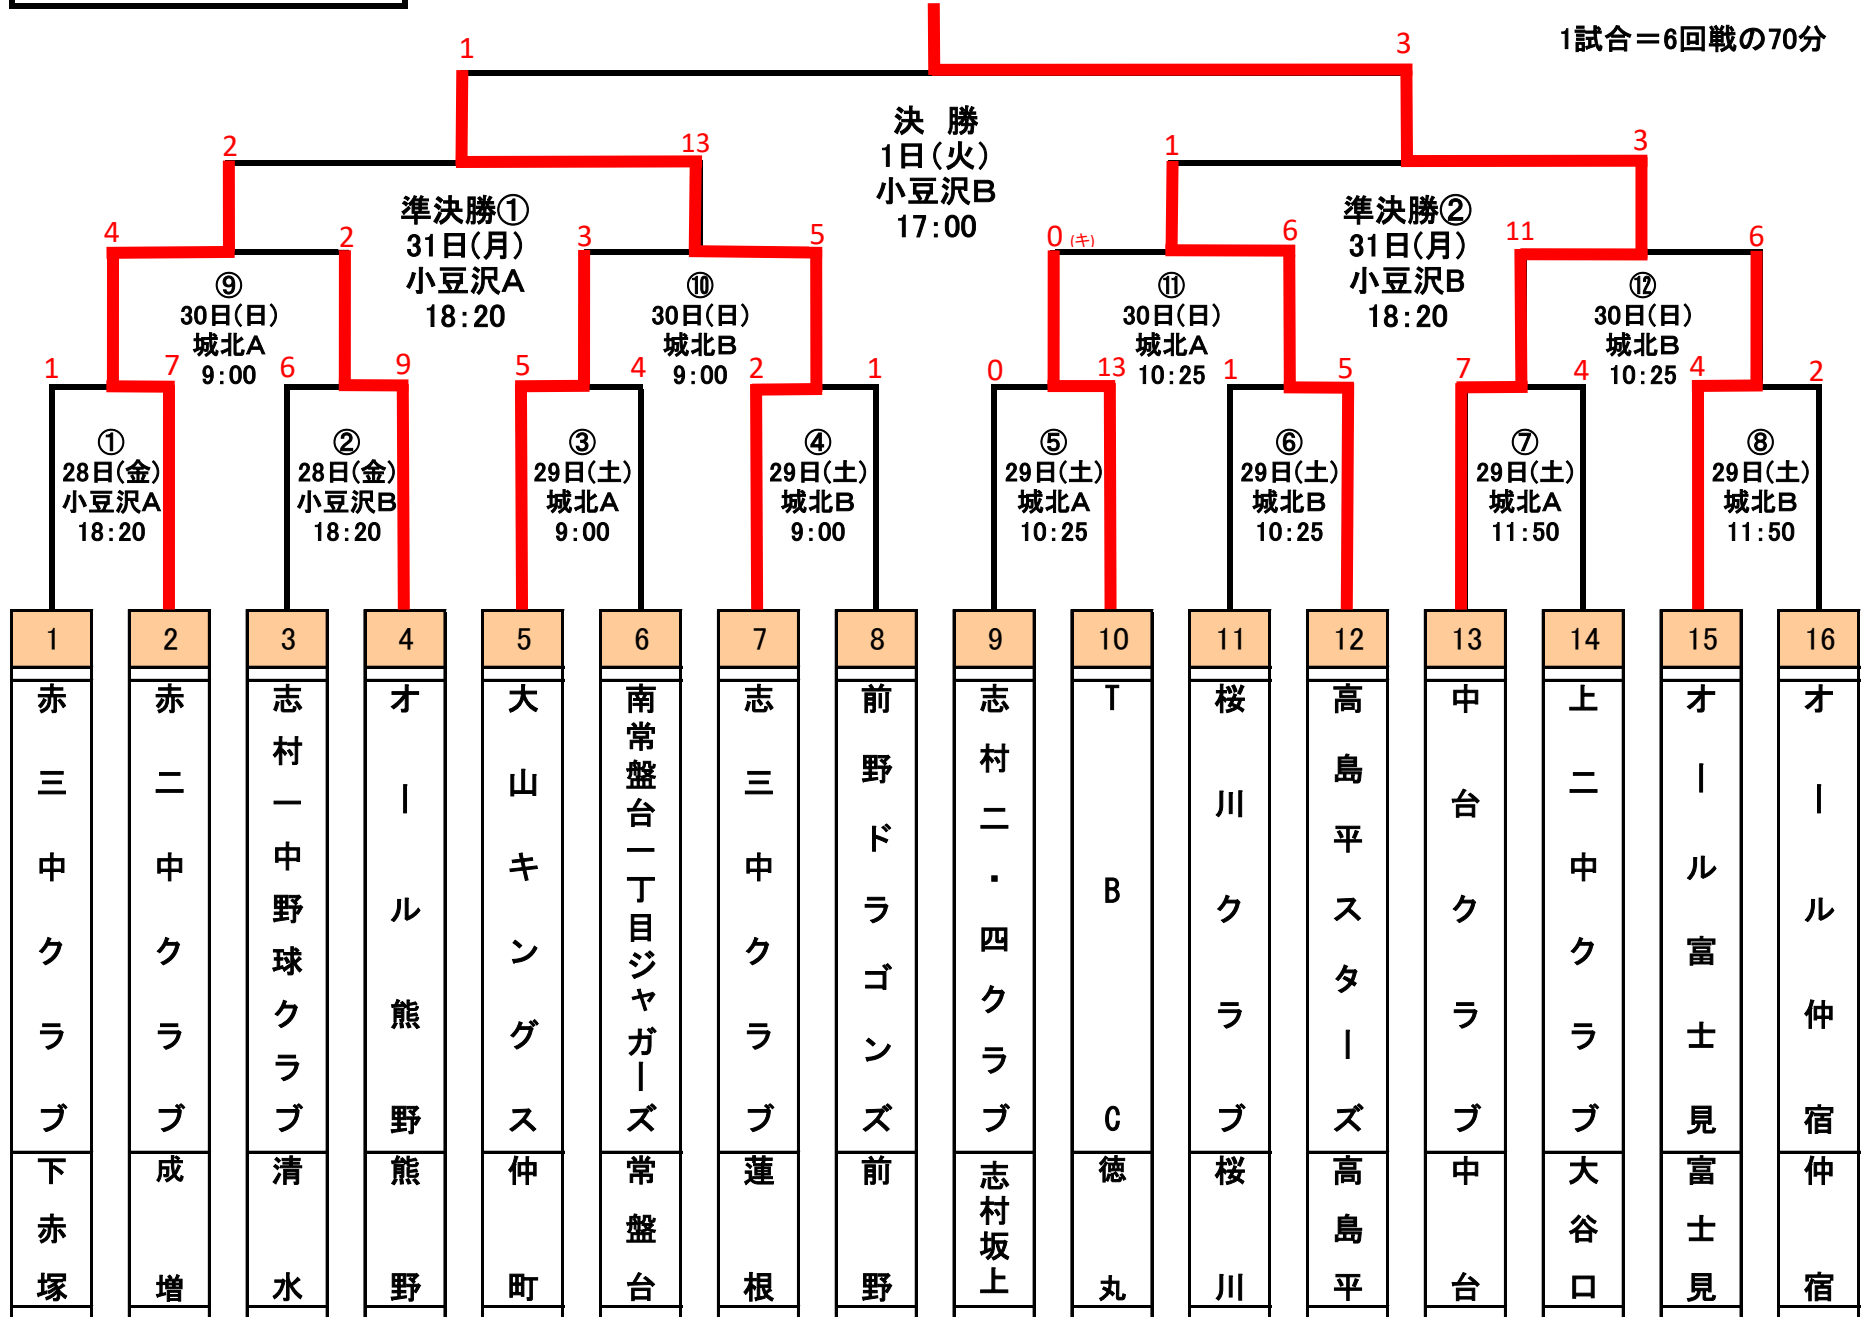 1試合＝6回戦の70分
1
3
決　勝
1日(火)
小豆沢B
17:00
2
13
1
3
準決勝①
31日(月)
小豆沢A
18:20
準決勝②
31日(月)
小豆沢B
18:20
4
2
3
5
0 (キ)
6
11
6
⑨
30日(日)
城北A
9:00
⑩
30日(日)
城北B
9:00
⑪
30日(日)
城北A
10:25
⑫
30日(日)
城北B
10:25
1
7
6
9
5
4
2
1
0
13
1
5
7
4
4
2
①
28日(金)
小豆沢A
18:20
②
28日(金)
小豆沢B
18:20
③
29日(土)
城北A
9:00
④
29日(土)
城北B
9:00
⑤
29日(土)
城北A
10:25
⑥
29日(土)
城北B
10:25
⑦
29日(土)
城北A
11:50
⑧
29日(土)
城北B
11:50
1
赤三中クラブ
下赤塚
2
赤二中クラブ
成増
3
志村一中野球クラブ
清水
4
オール熊野
熊野
5
大山キングス
仲町
6
南常盤台一丁目ジャガーズ
常盤台
7
志三中クラブ
蓮根
8
前野ドラゴンズ
前野
9
志村二・四クラブ
志村坂上
10
TBC
徳丸
11
桜川クラブ
桜川
12
高島平スターズ
高島平
13
中台クラブ
中台
14
上二中クラブ
大谷口
15
オール富士見
富士見
16
オール仲宿
仲宿